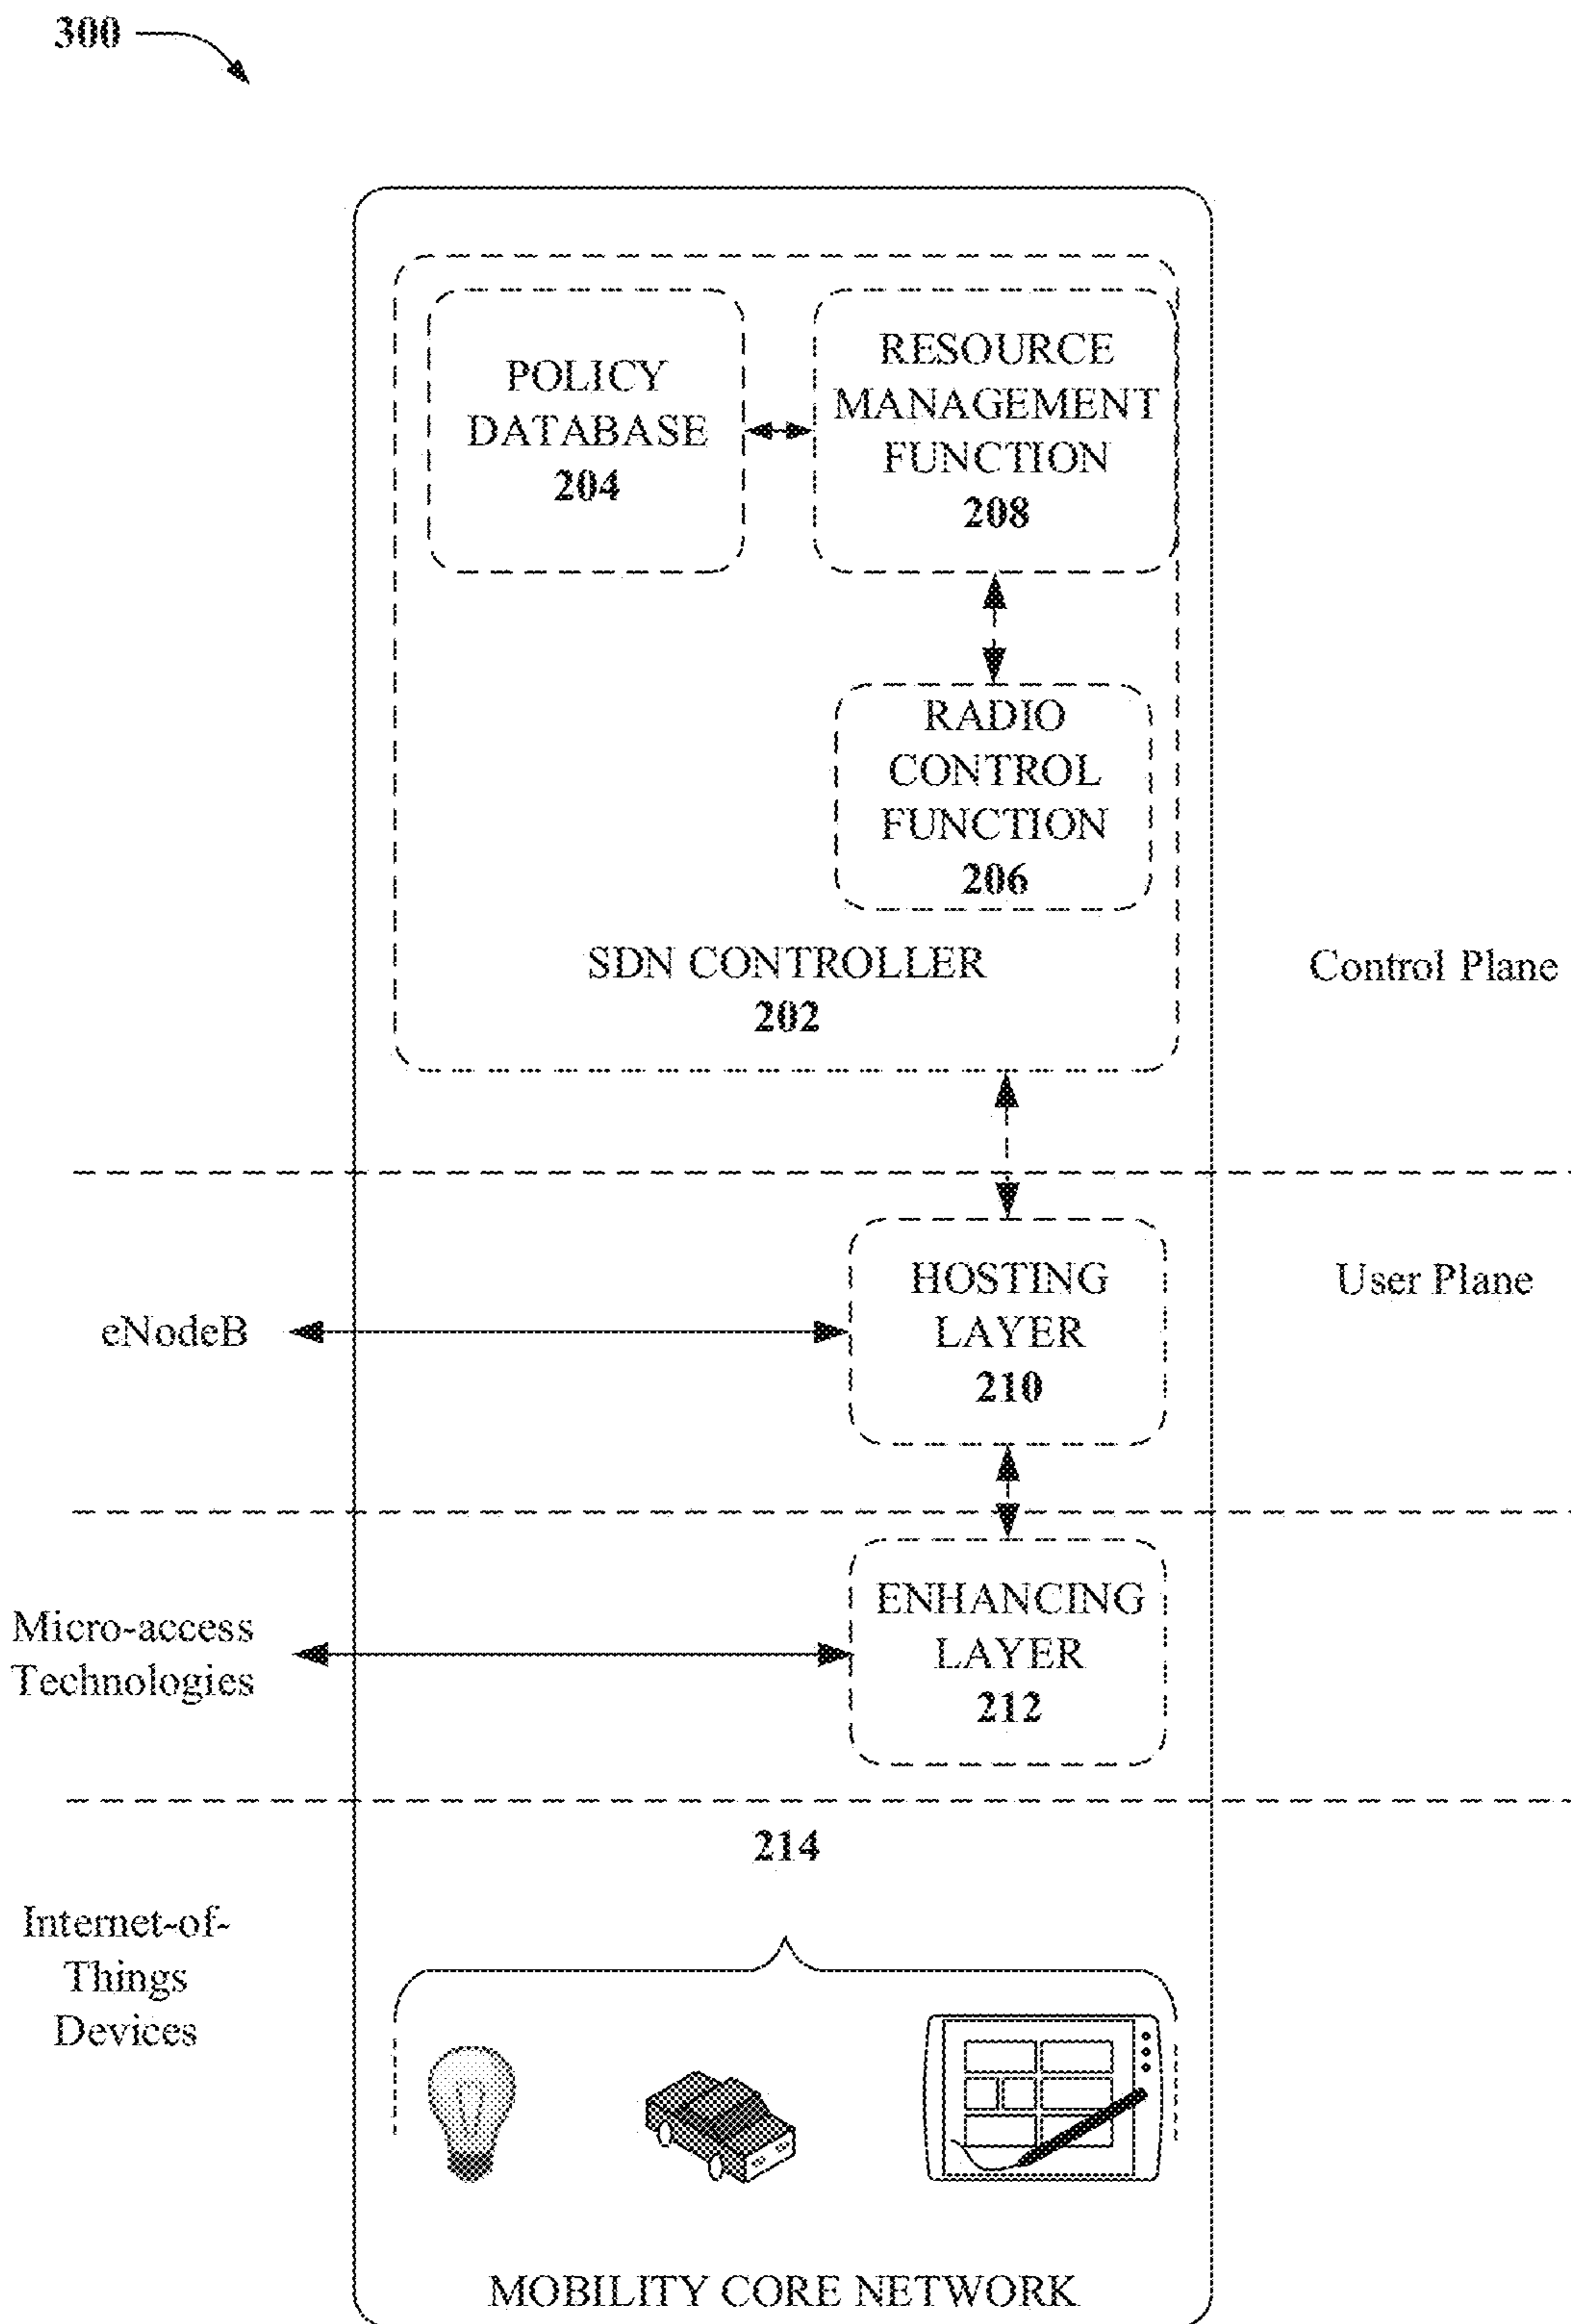 300
POLICY
DATABASE
204
RESOURCE
MANAGEMENT
FUNCTION
208
RADIO
CONTROL
FUNCTION
206
SDN CONTROLLER
202
Control Plane
eNodeB
HOSTING
LAYER
210
User Plane
Micro-access
Technologies
ENHANCING
LAYER
212
214
Internet-of-
Things
Devices
MOBILITY CORE NETWORK